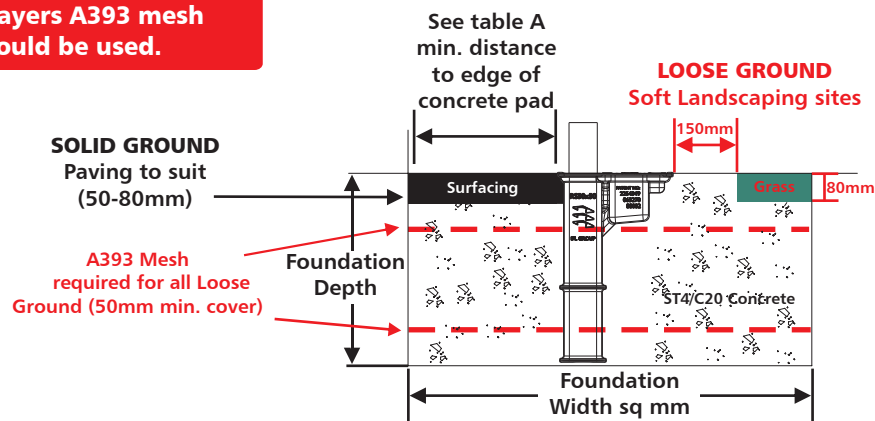 ayers A393 mesh
ould be used.
See table A
min. distance
to edge of
concrete pad
LOOSE GROUND
Soft Landscaping sites
150mm
SOLID GROUND
Paving to suit
(50-80mm)
Surfacing
Grass
80mm
A393 Mesh
required for all Loose
Ground (50mm min. cover)
Foundation
Depth
ST4/C20 Concrete
Foundation
Width sq mm